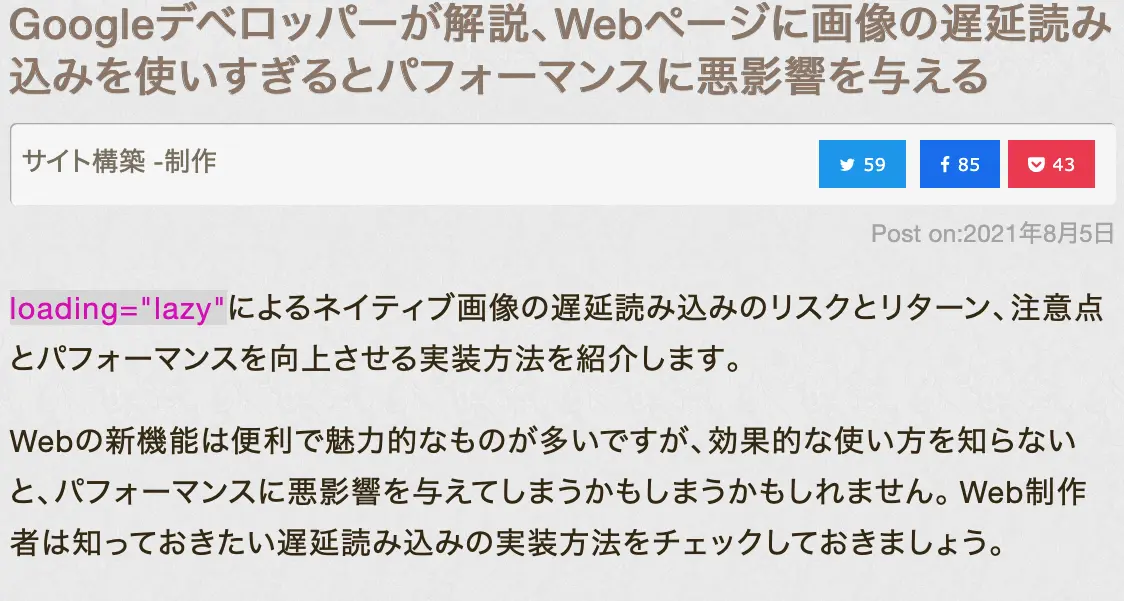 Googleデベロッパーが解説、Webページに画像の遅延読み
込みを使いすぎるとパフォーマンスに悪影響を与える
サイト構築 -制作
59 85 43
Post on:2021年8月5日
loading="lazy"によるネイティブ画像の遅延読み込みのリスクとリターン、注意点
とパフォーマンスを向上させる実装方法を紹介します。
Webの新機能は便利で魅力的なものが多いですが、効果的な使い方を知らない
と、パフォーマンスに悪影響を与えてしまうかもしまうかもしれません。Web制作
者は知っておきたい遅延読み込みの実装方法をチェックしておきましょう。